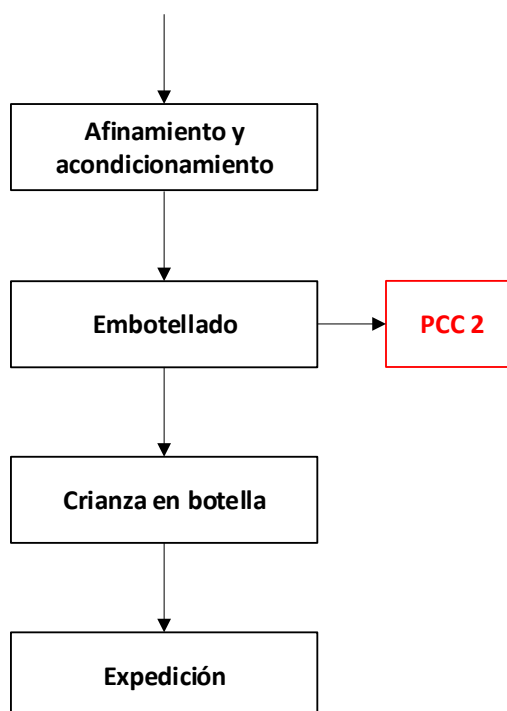 Afinamiento y
acondicionamiento
Embotellado
PCC 2
Crianza en botella
Expedición